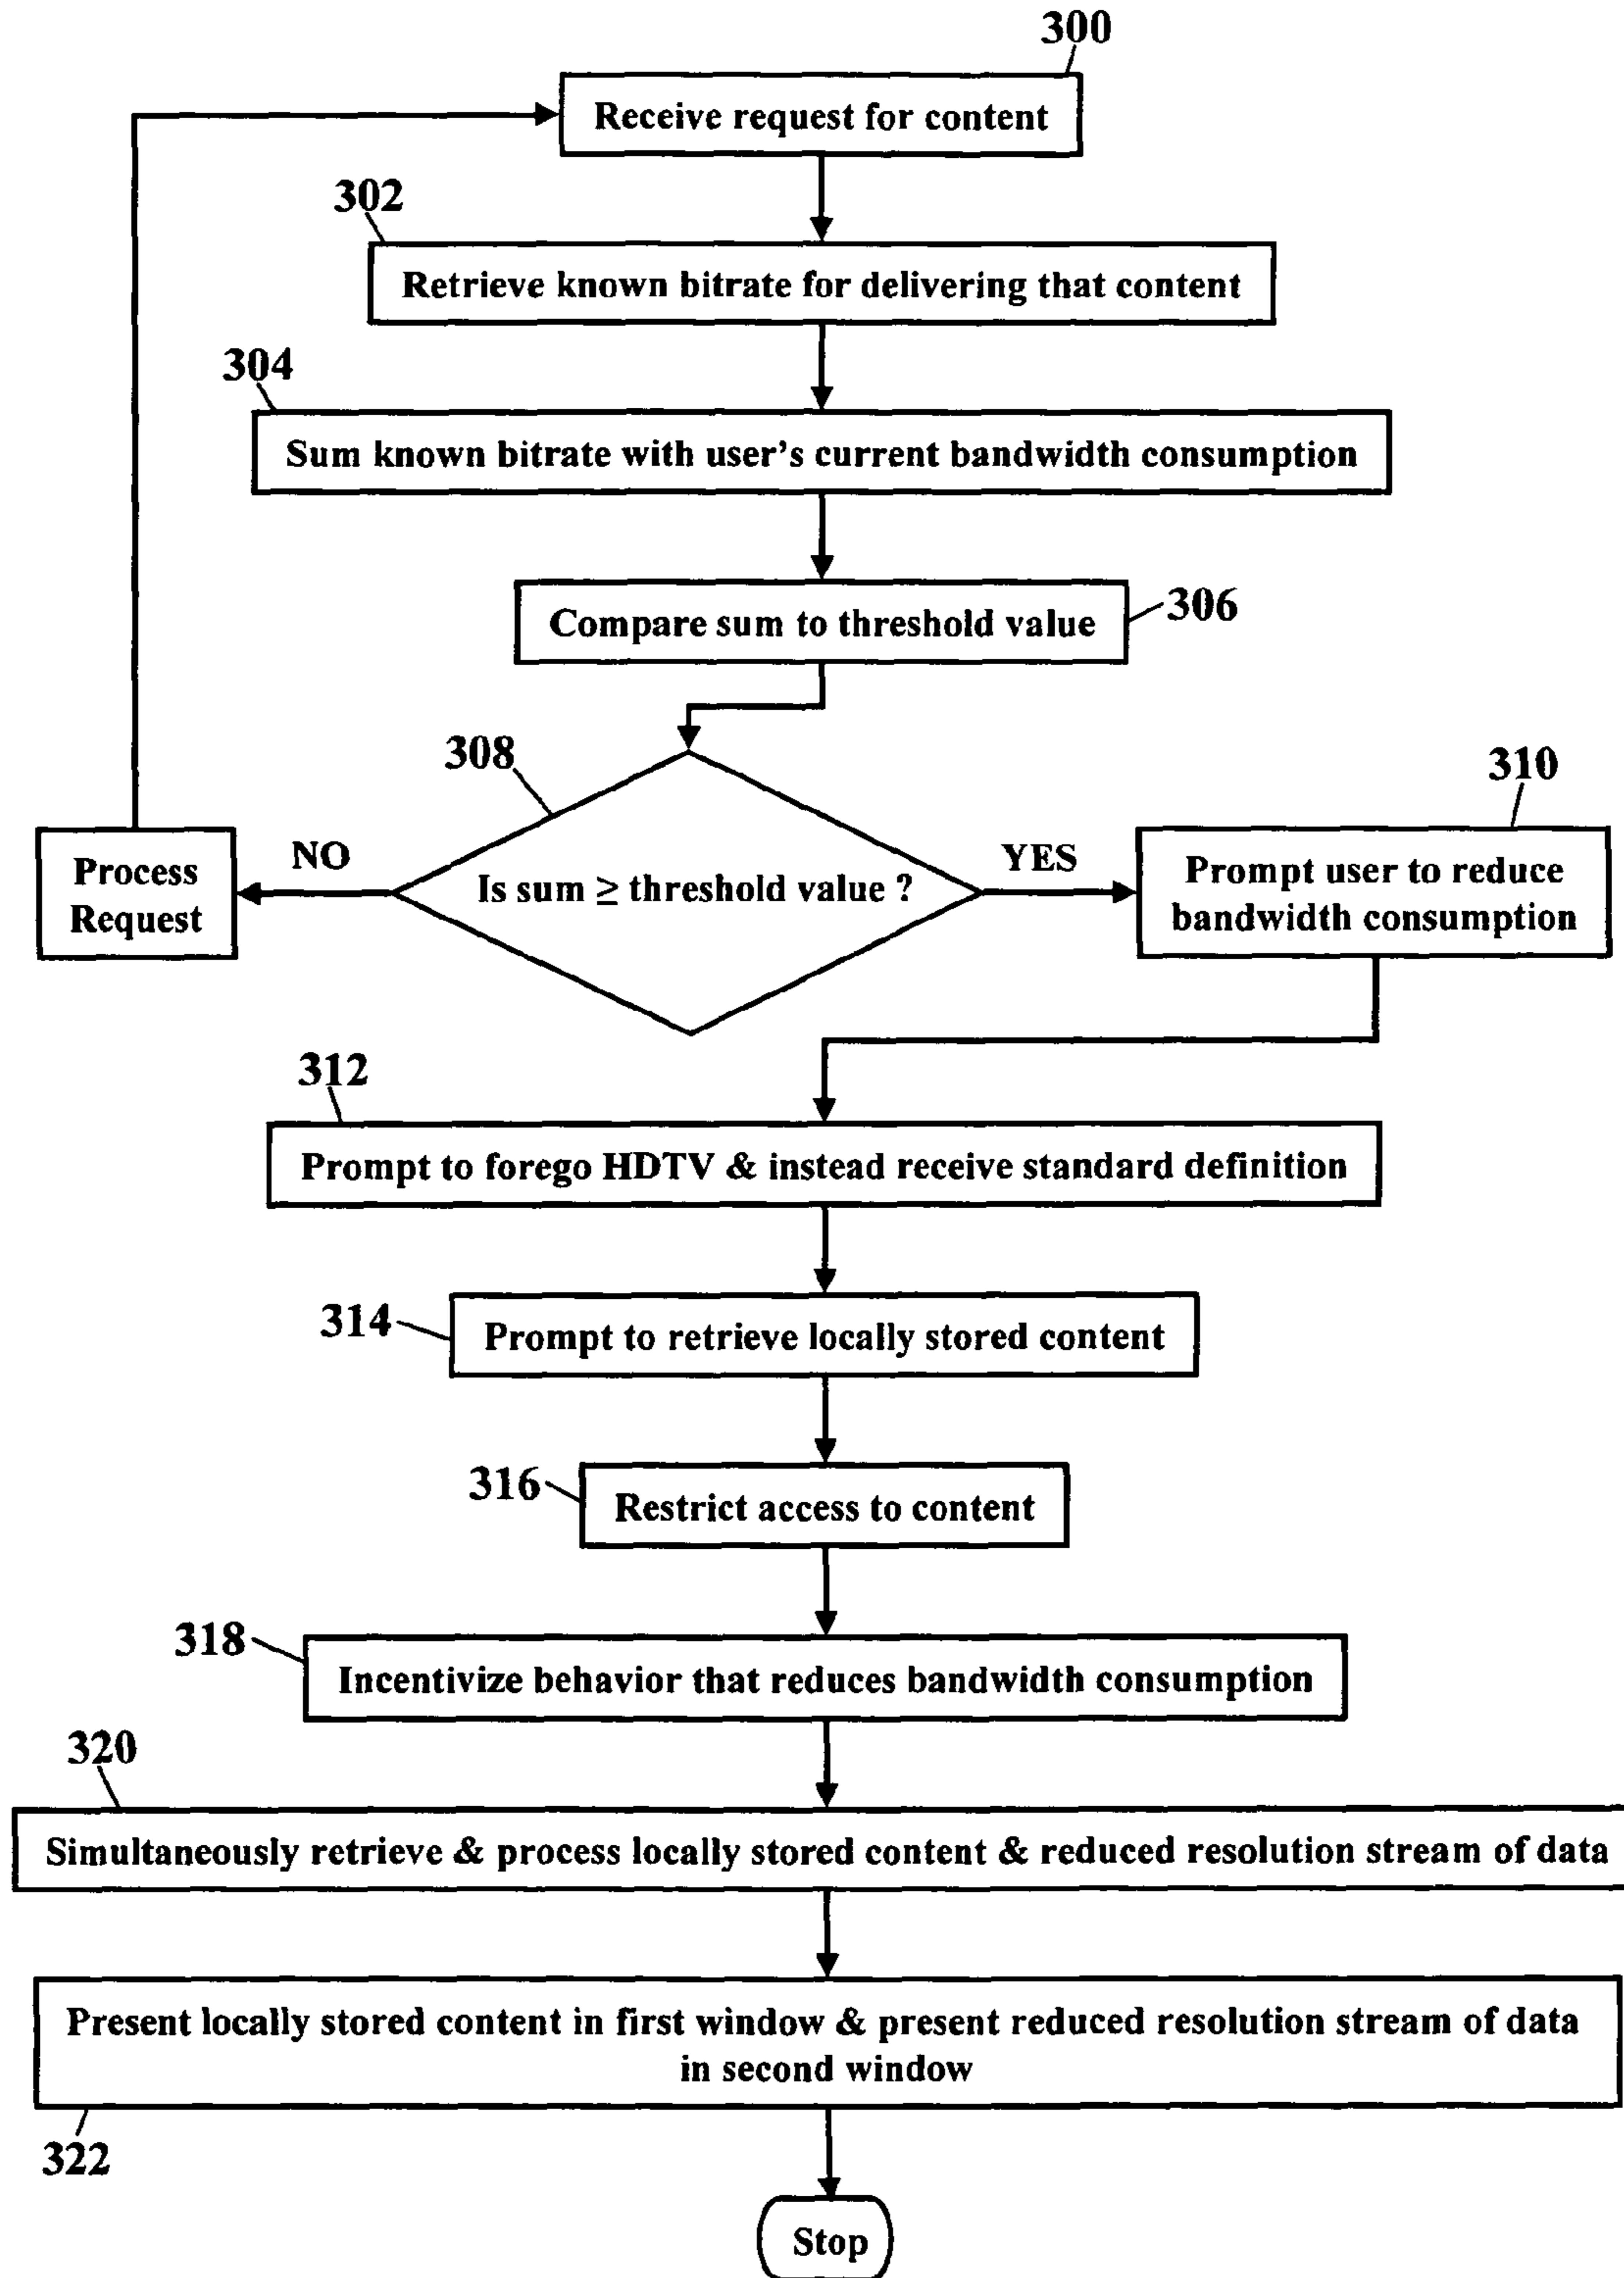 300
Receive request for content
302
Retrieve known bitrate for delivering that content
304
Sum known bitrate with user's current bandwidth consumption
Compare sum to threshold value
306
308
310
Process
Request
NO
Is sum ≥ threshold value ?
YES
Prompt user to reduce
bandwidth consumption
312
Prompt to forego HDTV & instead receive standard definition
314
Prompt to retrieve locally stored content
316
Restrict access to content
318
Incentivize behavior that reduces bandwidth consumption
320
Simultaneously retrieve & process locally stored content & reduced resolution stream of data
Present locally stored content in first window & present reduced resolution stream of data
in second window
322
Stop